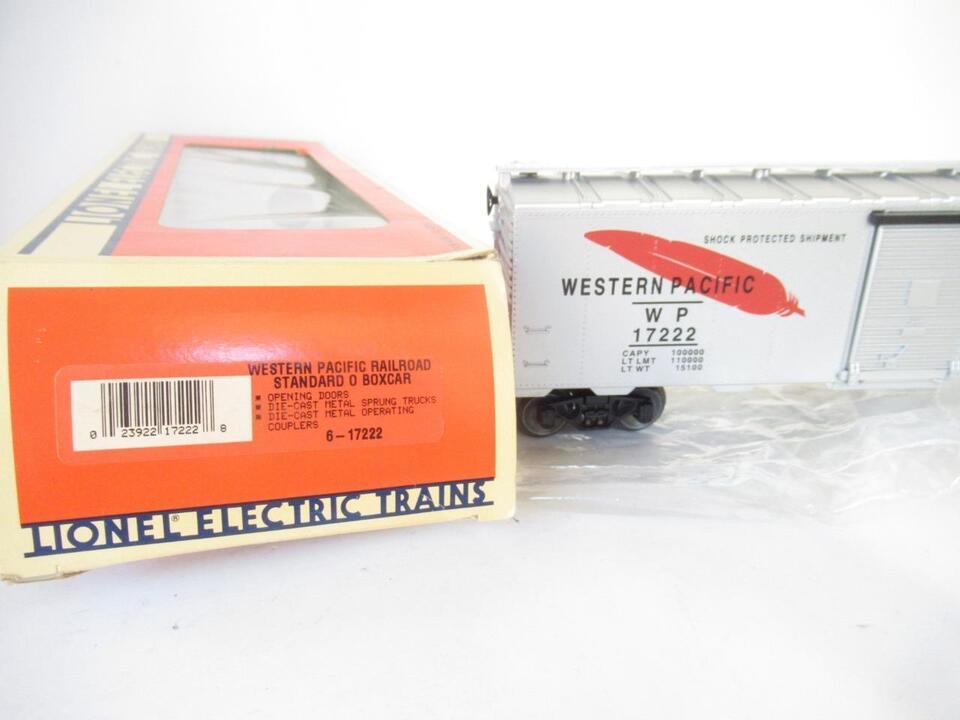 LIONEL ELECTRIC
WESTERN PACIFIC RAILROAD
STANDARD O BOXCAR
■ OPENING DOORS
■ DIE-CAST METAL SPRUNG TRUCKS
■ DIE-CAST METAL OPERATING
COUPLERS
6-17222
0 23922 17222 8
LIONEL® ELECTRIC TRAINS
SHOCK PROTECTED SHIPMENT
WESTERN PACIFIC
W P
17222
CAPY 100000
LT LMT 110000
LT WT 15100